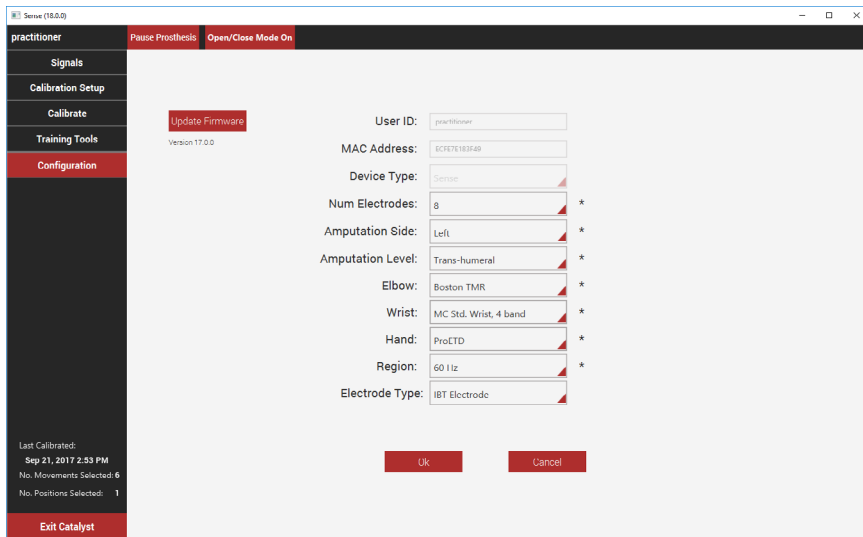 Sense (18.0.0)
practitioner
Pause Prosthesis
Open/Close Mode On
Signals
Calibration Setup
Calibrate
Training Tools
Configuration
Update Firmware
Version 17.0.0
User ID: practitioner
MAC Address: ECFE7E183F49
Device Type: Sense
Num Electrodes: 8 *
Amputation Side: Left *
Amputation Level: Trans-humeral *
Elbow: Boston TMR *
Wrist: MC Std. Wrist, 4 band *
Hand: ProETD *
Region: 60 Hz *
Electrode Type: IBT Electrode
Ok
Cancel
Last Calibrated:
Sep 21, 2017 2:53 PM
No. Movements Selected: 6
No. Positions Selected: 1
Exit Catalyst